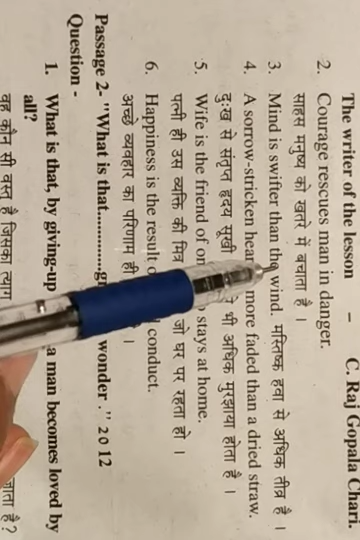 The writer of the lesson – C. Raj Gopala Chari.
2. Courage rescues man in danger.
साहस मनुष्य को खतरे में बचाता है ।
3. Mind is swifter than the wind. मस्तिष्क हवा से अधिक तीव्र है ।
4. A sorrow-stricken heart more faded than a dried straw.
दुःख से संतृप्त हृदय सूखी भी अधिक मुरझाया होता है ।
5. Wife is the friend of stays at home.
पत्नी ही उस व्यक्ति की मित्र जो घर पर रहता हो ।
6. Happiness is the result conduct.
अच्छे व्यवहार का परिणाम ही ।
Passage 2- "What is that............. wonder ." 2012
Question -
1. What is that, by giving-up a man becomes loved by
all?
वह कौन सी वस्तु है जिसका त्याग जाता है?